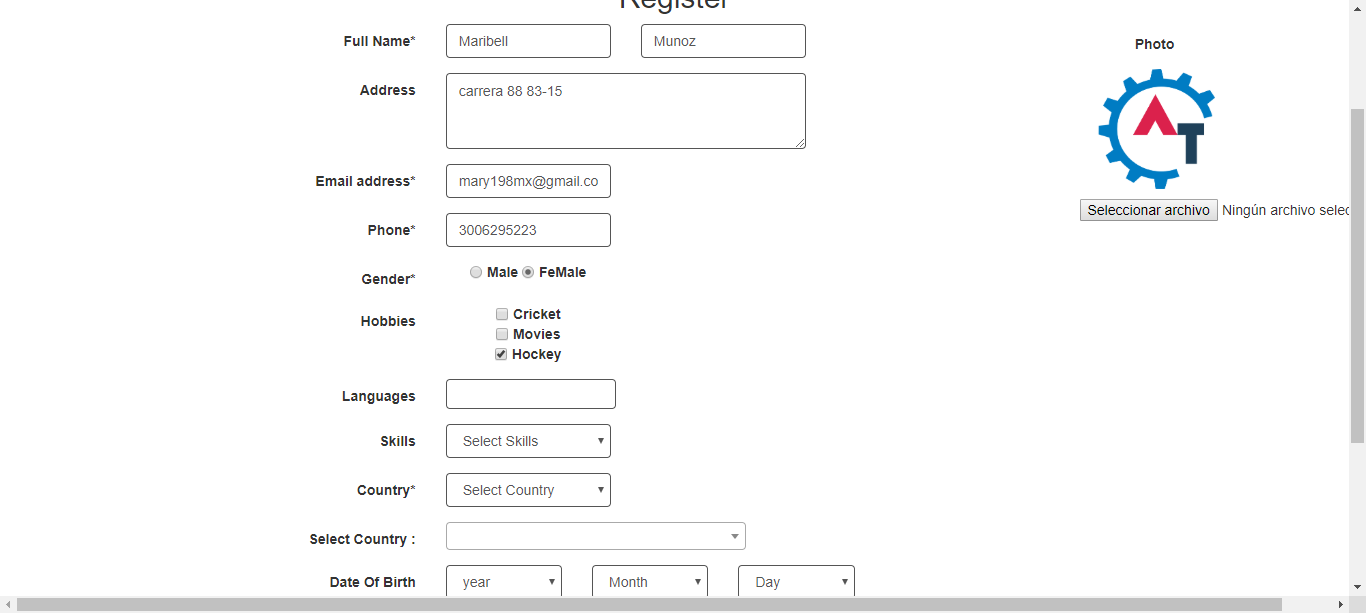 Register
Full Name* Maribell Munoz
Photo
Address carrera 88 83-15
AT
Email address* mary198mx@gmail.co
Seleccionar archivo Ningún archivo selec
Phone* 3006295223
Gender* Male FeMale
Hobbies Cricket
Movies
Hockey
Languages
Skills Select Skills
Country* Select Country
Select Country :
Date Of Birth year Month Day